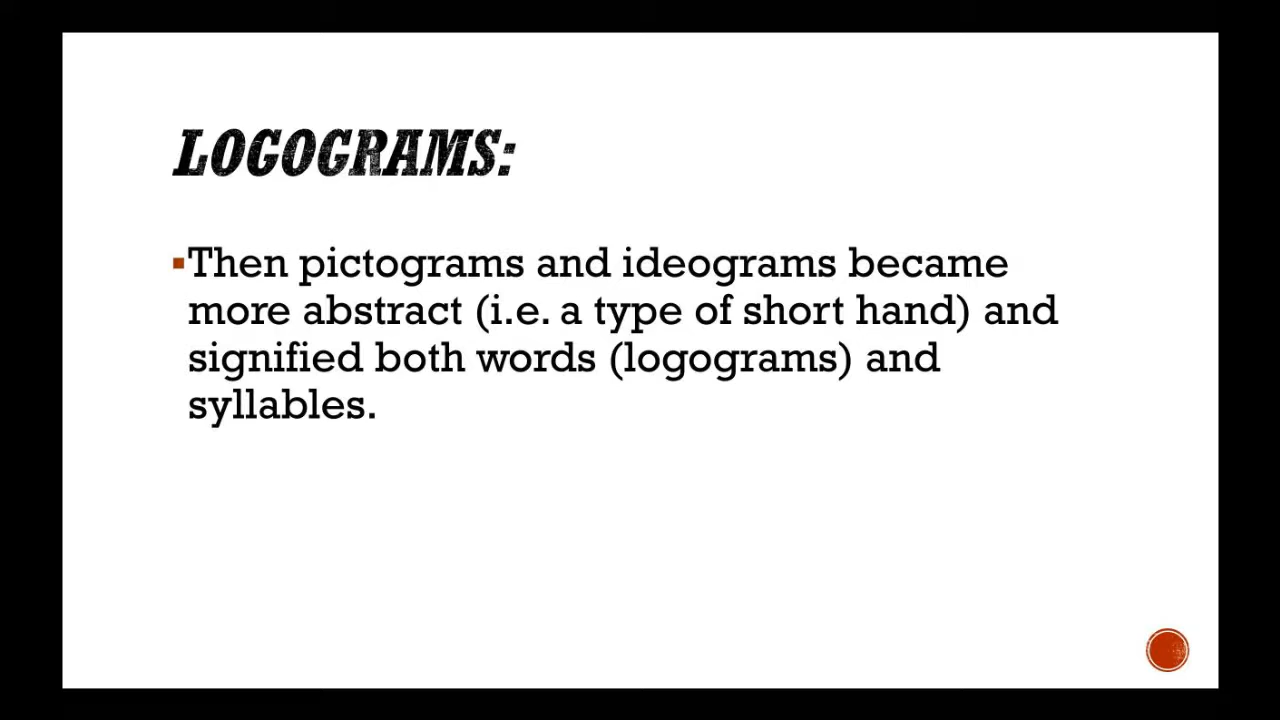 LOGOGRAMS:
▪Then pictograms and ideograms became
more abstract (i.e. a type of short hand) and
signified both words (logograms) and
syllables.